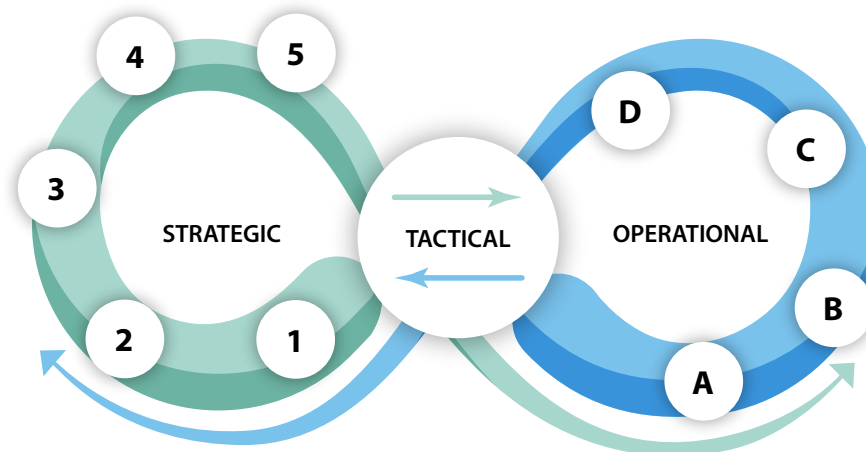 4
5
D
C
3
STRATEGIC
TACTICAL
OPERATIONAL
2
1
B
A